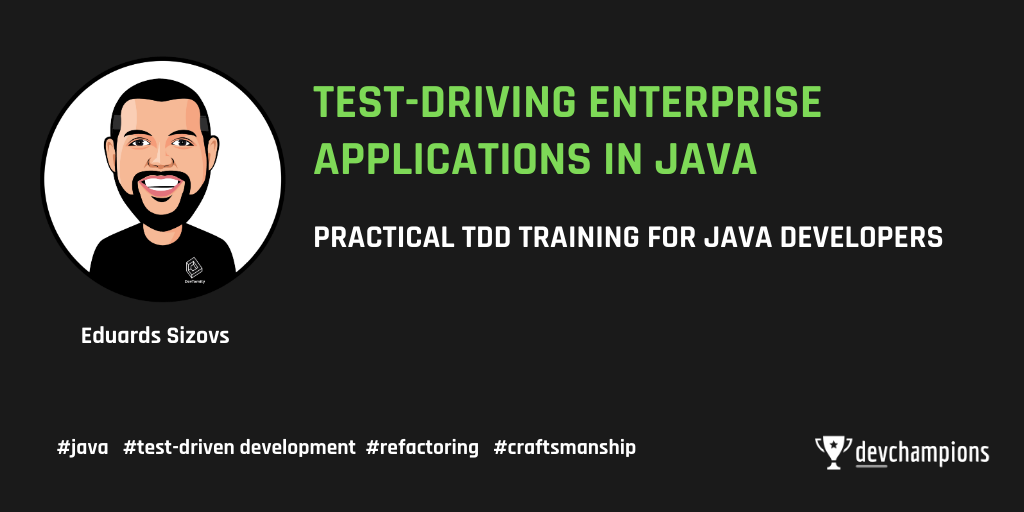 TEST-DRIVING ENTERPRISE
APPLICATIONS IN JAVA
PRACTICAL TDD TRAINING FOR JAVA DEVELOPERS
Eduards Sizovs
#java #test-driven development #refactoring #craftsmanship
devchampions